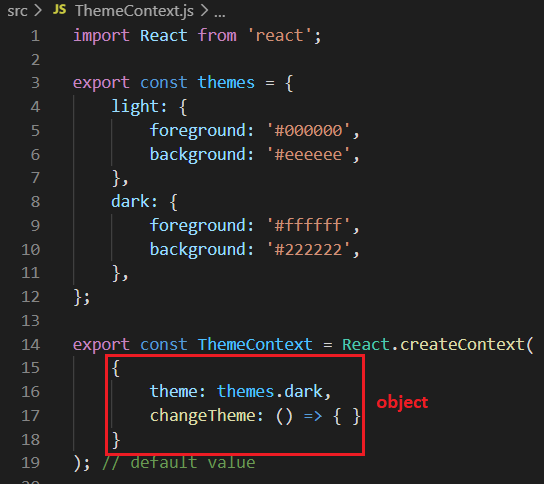 src > JS ThemeContext.js > ...
1 import React from 'react';
2
3 export const themes = {
4     light: {
5         foreground: '#000000',
6         background: '#eeeeee',
7     },
8     dark: {
9         foreground: '#ffffff',
10         background: '#222222',
11     },
12 };
13
14 export const ThemeContext = React.createContext(
15     {
16         theme: themes.dark,
17         changeTheme: () => { }
object
18     }
19 ); // default value